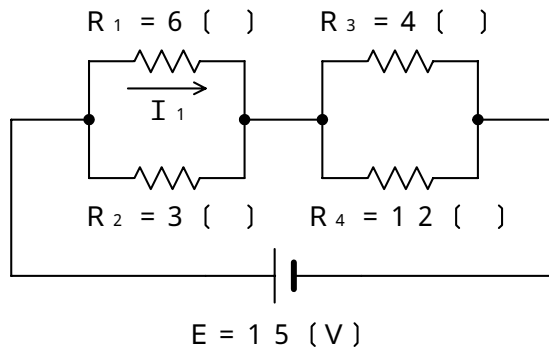 R₁ = 6 〔 〕 R₃ = 4 〔 〕
I₁
R₂ = 3 〔 〕 R₄ = 1 2 〔 〕
E = 1 5 〔V〕